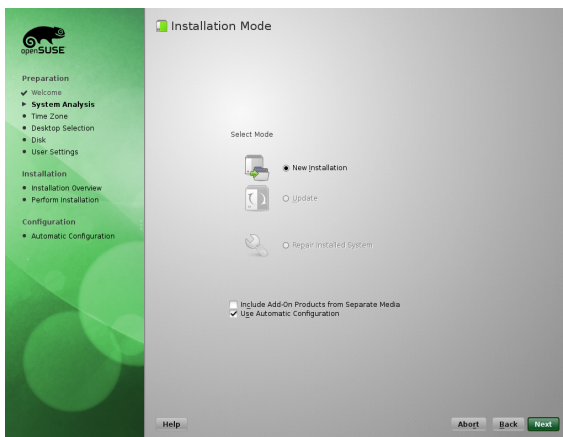 openSUSE
Preparation
Welcome
System Analysis
Time Zone
Desktop Selection
Disk
User Settings
Installation
Installation Overview
Perform Installation
Configuration
Automatic Configuration
Installation Mode
Select Mode
New Installation
Update
Repair Installed System
Include Add-On Products from Separate Media
Use Automatic Configuration
Help
Abort
Back
Next